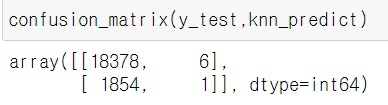 confusion_matrix(y_test,knn_predict)
array([[18378,     6],
       [ 1854,     1]], dtype=int64)